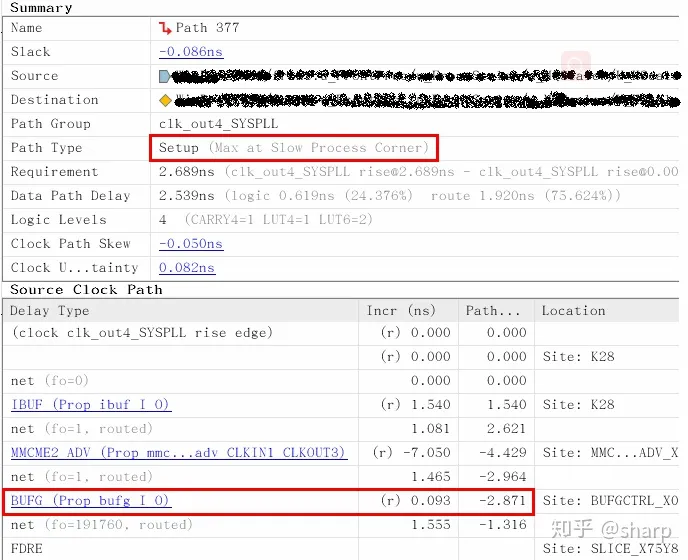 Summary
Name Path 377
Slack -0.086ns
Source
Destination
Path Group clk_out4_SYSPLL
Path Type Setup (Max at Slow Process Corner)
Requirement 2.689ns (clk_out4_SYSPLL rise@2.689ns - clk_out4_SYSPLL rise@0.00
Data Path Delay 2.539ns (logic 0.619ns (24.376%) route 1.920ns (75.624%))
Logic Levels 4 (CARRY4=1 LUT4=1 LUT6=2)
Clock Path Skew -0.050ns
Clock U...tainty 0.082ns
Source Clock Path
Delay Type Incr (ns) Path... Location
(clock clk_out4_SYSPLL rise edge) (r) 0.000 0.000
(r) 0.000 0.000 Site: K28
net (fo=0) 0.000 0.000
IBUF (Prop ibuf I O) (r) 1.540 1.540 Site: K28
net (fo=1, routed) 1.081 2.621
MMCME2 ADV (Prop mmc...adv CLKIN1 CLKOUT3) (r) -7.050 -4.429 Site: MMC...ADV_X
net (fo=1, routed) 1.465 -2.964
BUFG (Prop bufg I O) (r) 0.093 -2.871 Site: BUFGCTRL_X0
net (fo=191760, routed) 1.555 -1.316
FDRE Site: SLICE_X75Y8
知乎 @sharp